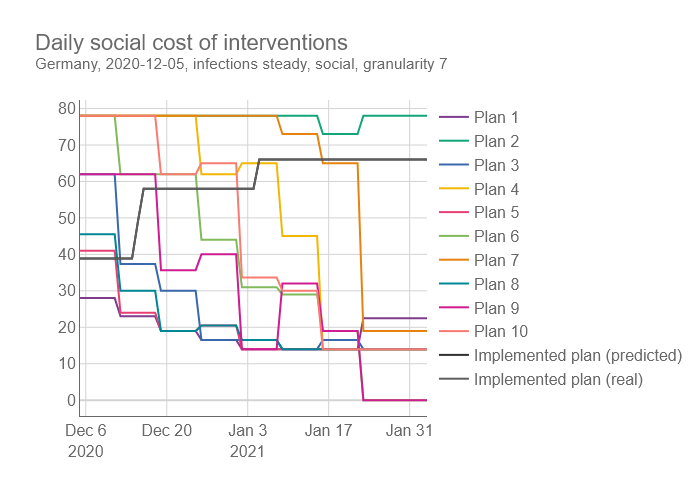 Daily social cost of interventions
Germany, 2020-12-05, infections steady, social, granularity 7
80
70
60
50
40
30
20
10
0
Dec 6
2020
Dec 20
Jan 3
2021
Jan 17
Jan 31
Plan 1
Plan 2
Plan 3
Plan 4
Plan 5
Plan 6
Plan 7
Plan 8
Plan 9
Plan 10
Implemented plan (predicted)
Implemented plan (real)